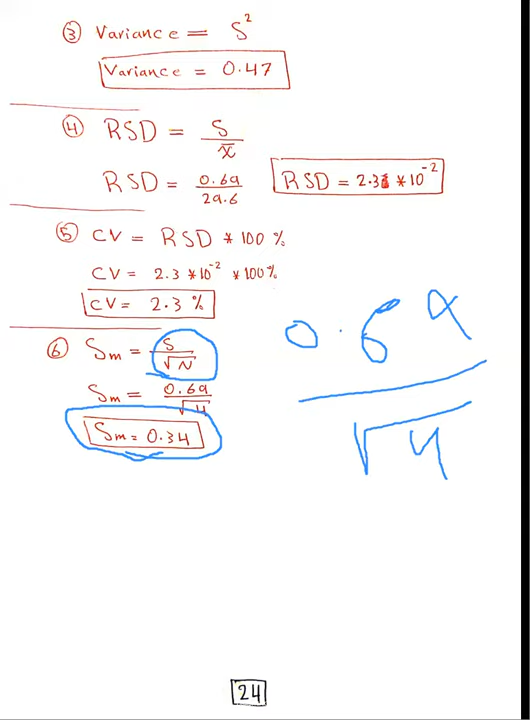 ③ Variance = S²
Variance = 0.47
④ RSD = S / x̄
RSD = 0.69 / 29.6
RSD = 2.3 * 10⁻²
⑤ CV = RSD * 100 %
CV = 2.3 * 10⁻² * 100%
CV = 2.3 %
⑥ Sm = S / √N
Sm = 0.69 / √4
Sm = 0.34
0.69 / √4
24